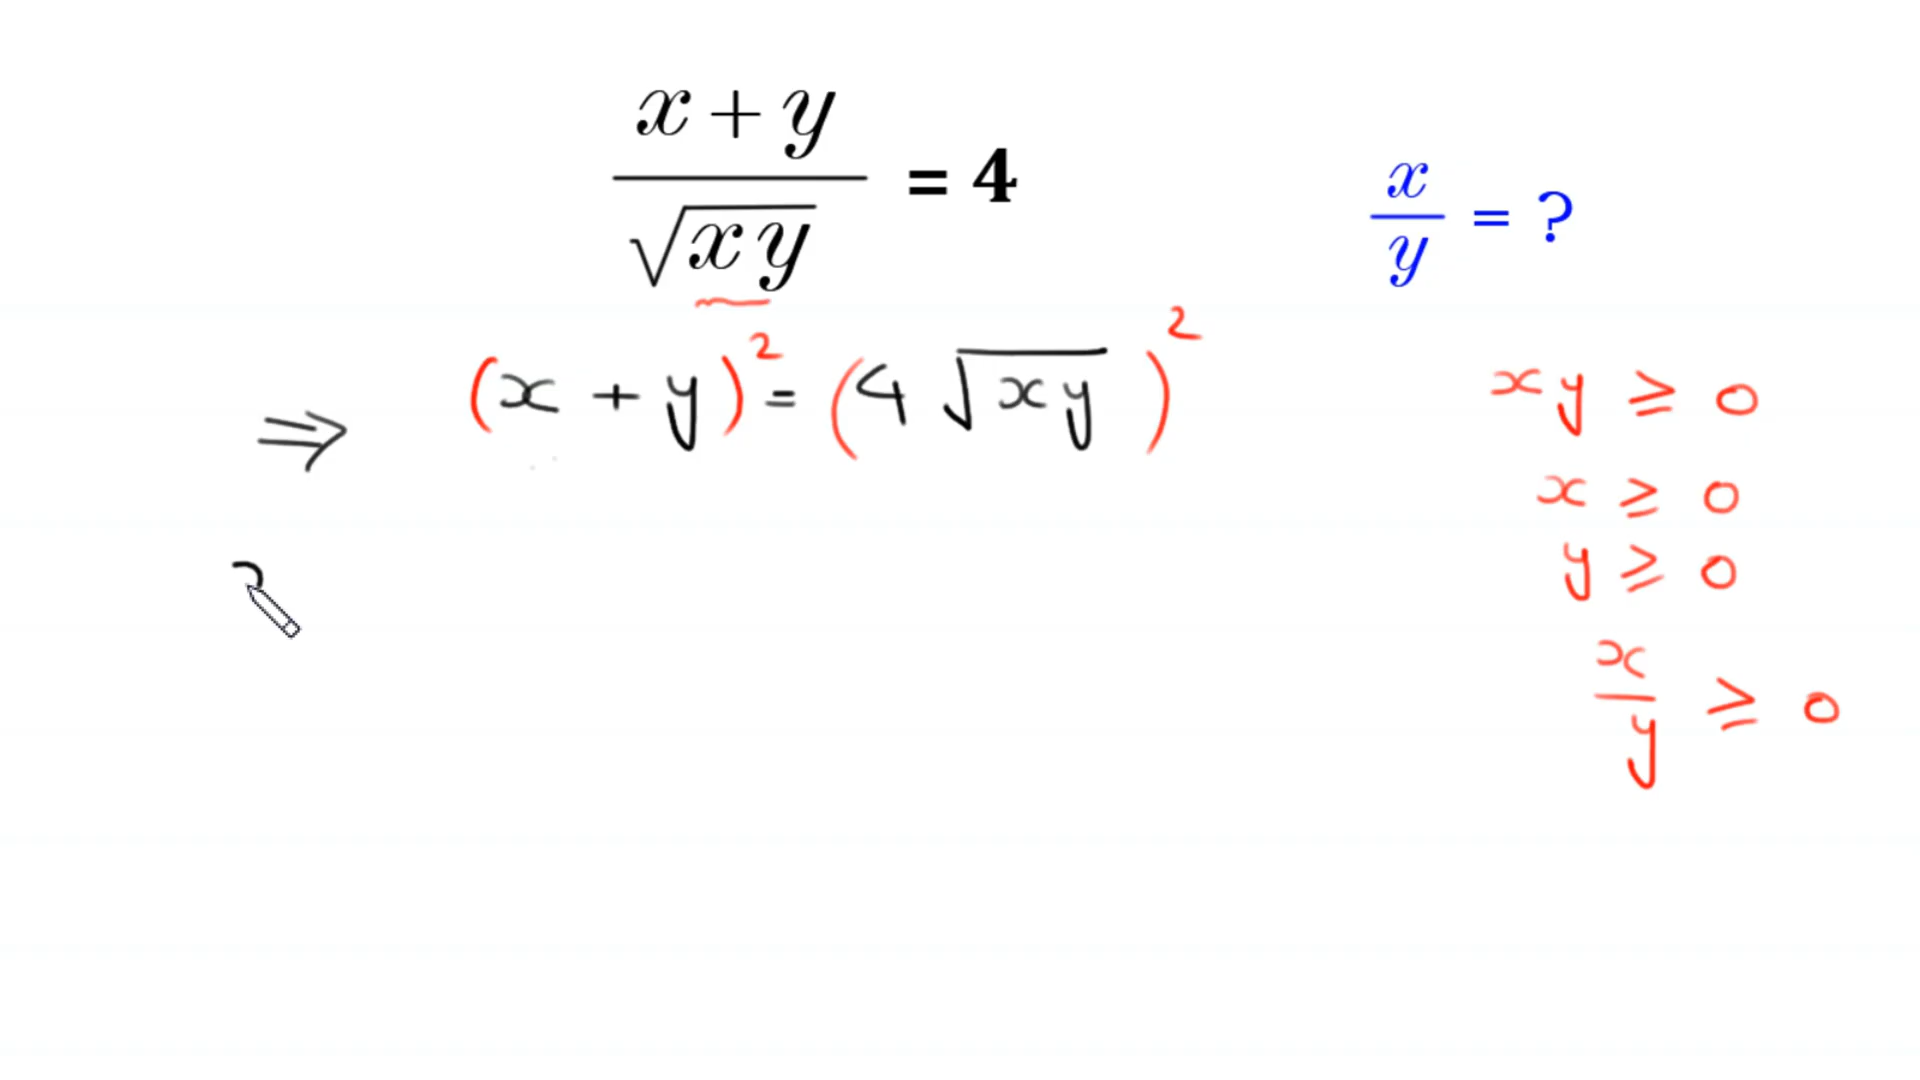 (x + y) / √(xy) = 4
x / y = ?
⇒ (x + y)² = (4√(xy))²
xy ≥ 0
x ≥ 0
y ≥ 0
x / y ≥ 0